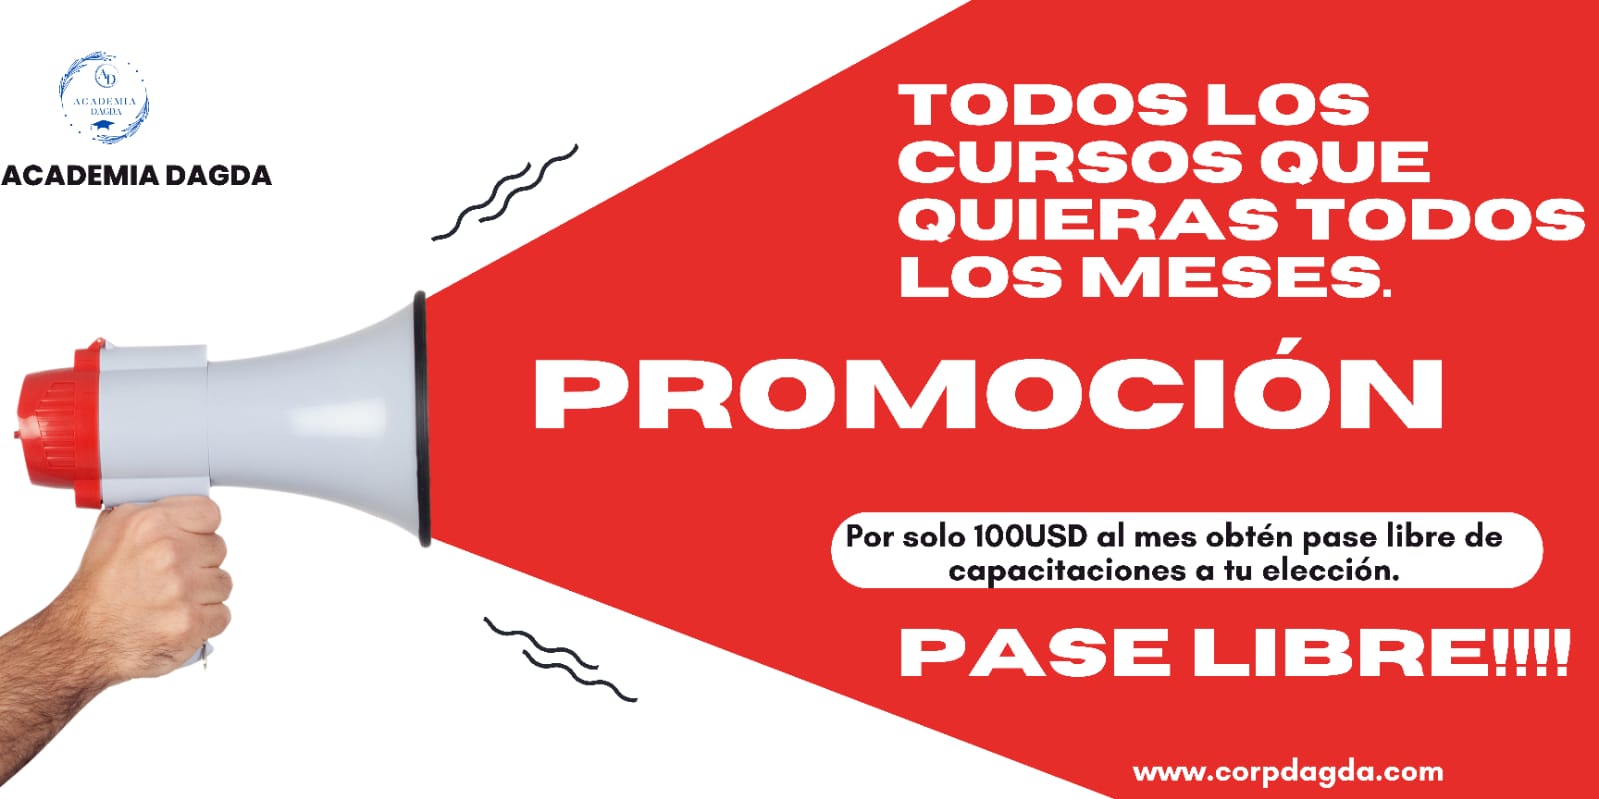 AD
ACADEMIA
DAGDA
ACADEMIA DAGDA
TODOS LOS
CURSOS QUE
QUIERAS TODOS
LOS MESES.
PROMOCIÓN
Por solo 100USD al mes obtén pase libre de
capacitaciones a tu elección.
PASE LIBRE!!!!
www.corpdagda.com